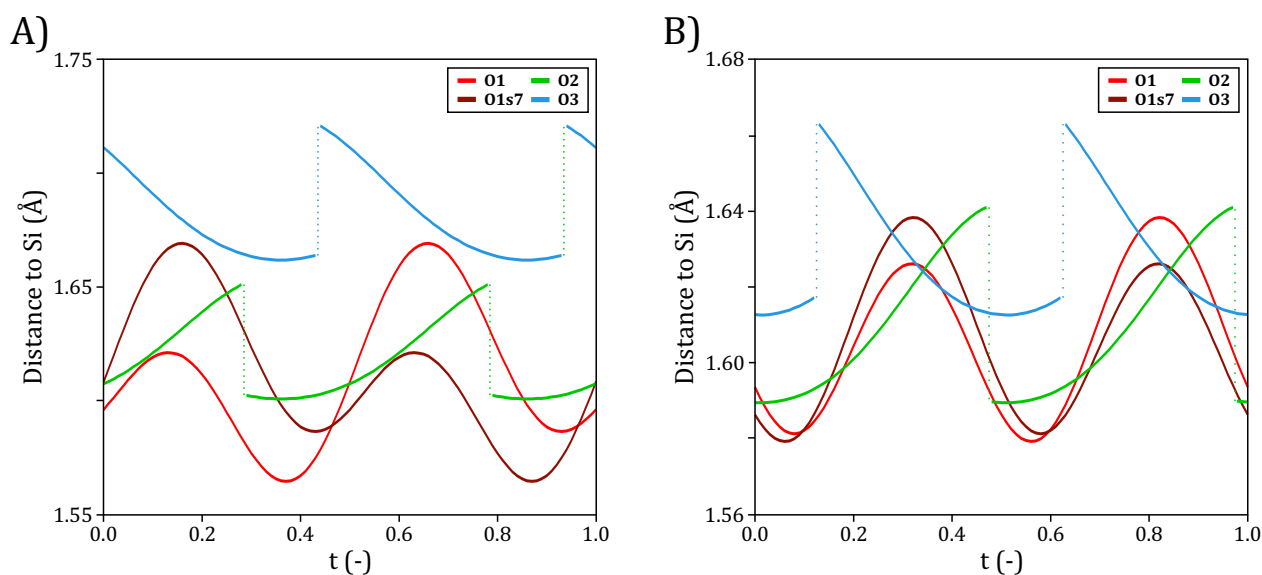 A)
Distance to Si (Å)
1.75
1.65
1.55
O1 O2
O1s7 O3
0.0 0.2 0.4 0.6 0.8 1.0
t (-)
B)
Distance to Si (Å)
1.68
1.64
1.60
1.56
O1 O2
O1s7 O3
0.0 0.2 0.4 0.6 0.8 1.0
t (-)